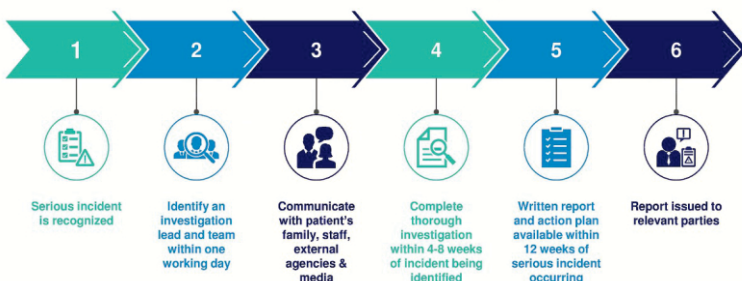 1
2
3
4
5
6
Serious incident
is recognized
Identify an
investigation
lead and team
within one
working day
Communicate
with patient's
family, staff,
external
agencies &
media
Complete
thorough
investigation
within 4-8 weeks
of incident being
identified
Written report
and action plan
available within
12 weeks of
serious incident
occurring
Report issued to
relevant parties